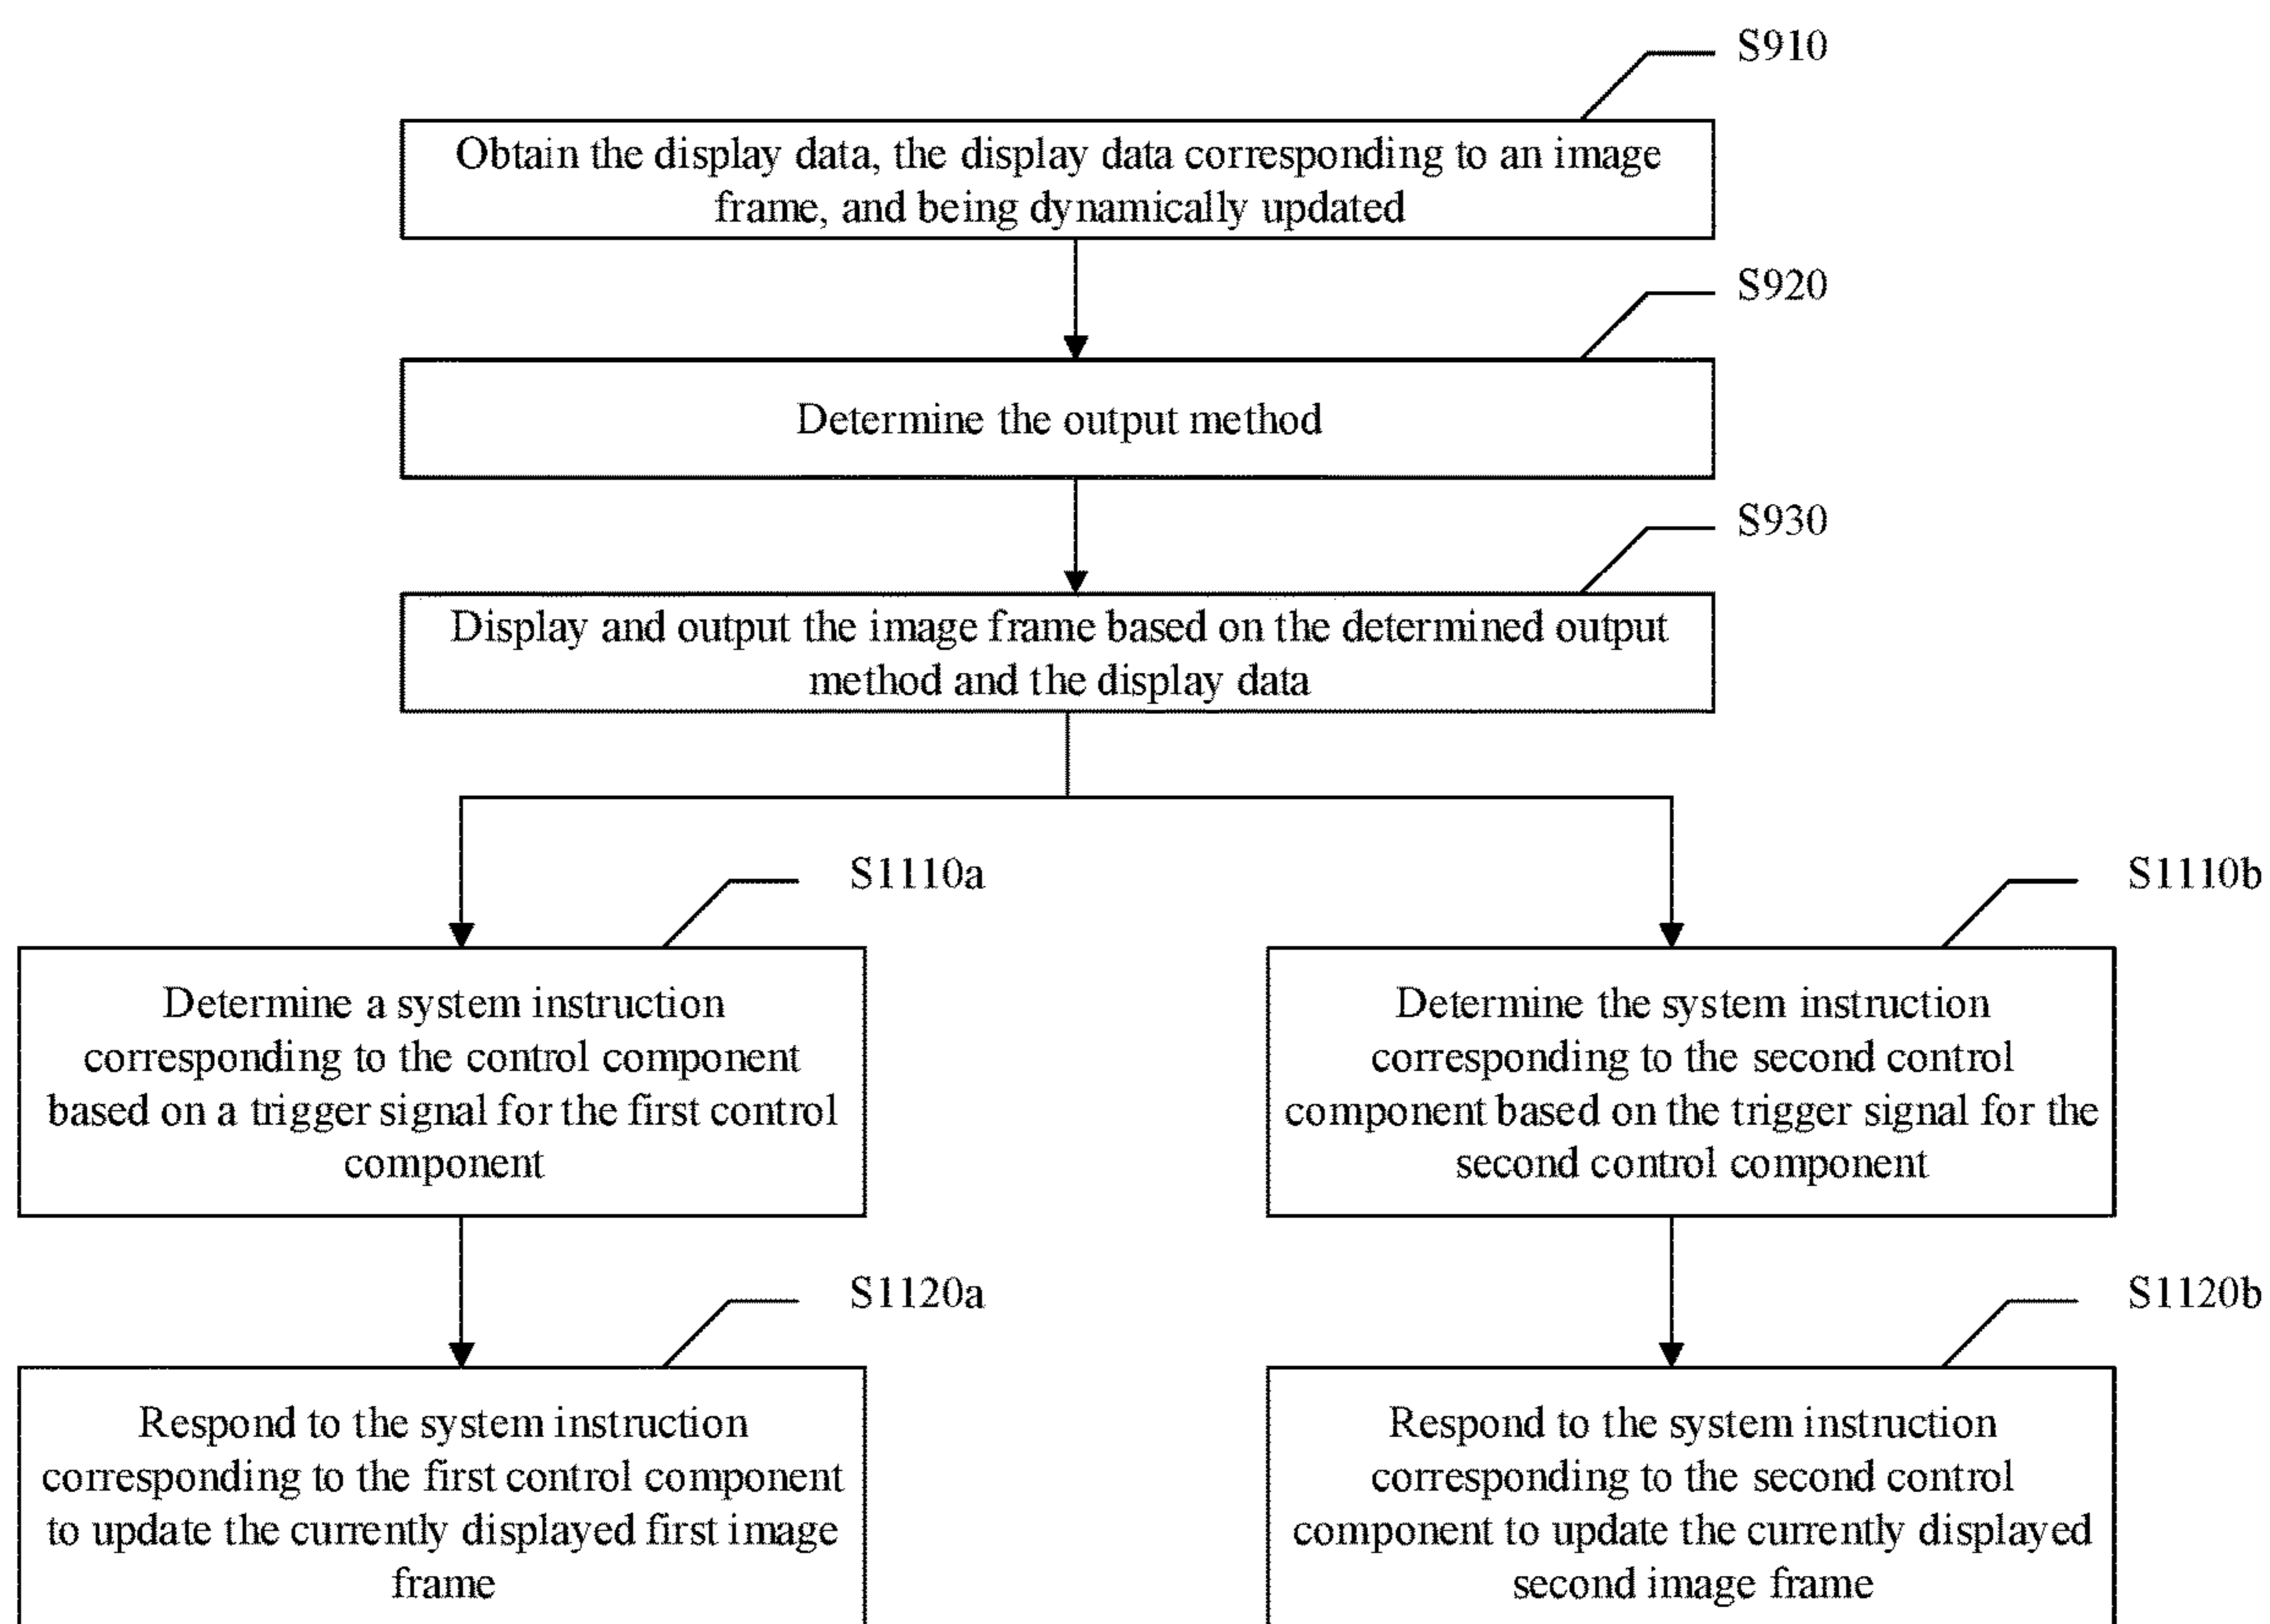 S910
Obtain the display data, the display data corresponding to an image
frame, and being dynamically updated
S920
Determine the output method
S930
Display and output the image frame based on the determined output
method and the display data
S1110a
Determine a system instruction
corresponding to the control component
based on a trigger signal for the first control
component
S1110b
Determine the system instruction
corresponding to the second control
component based on the trigger signal for the
second control component
S1120a
Respond to the system instruction
corresponding to the first control component
to update the currently displayed first image
frame
S1120b
Respond to the system instruction
corresponding to the second control
component to update the currently displayed
second image frame